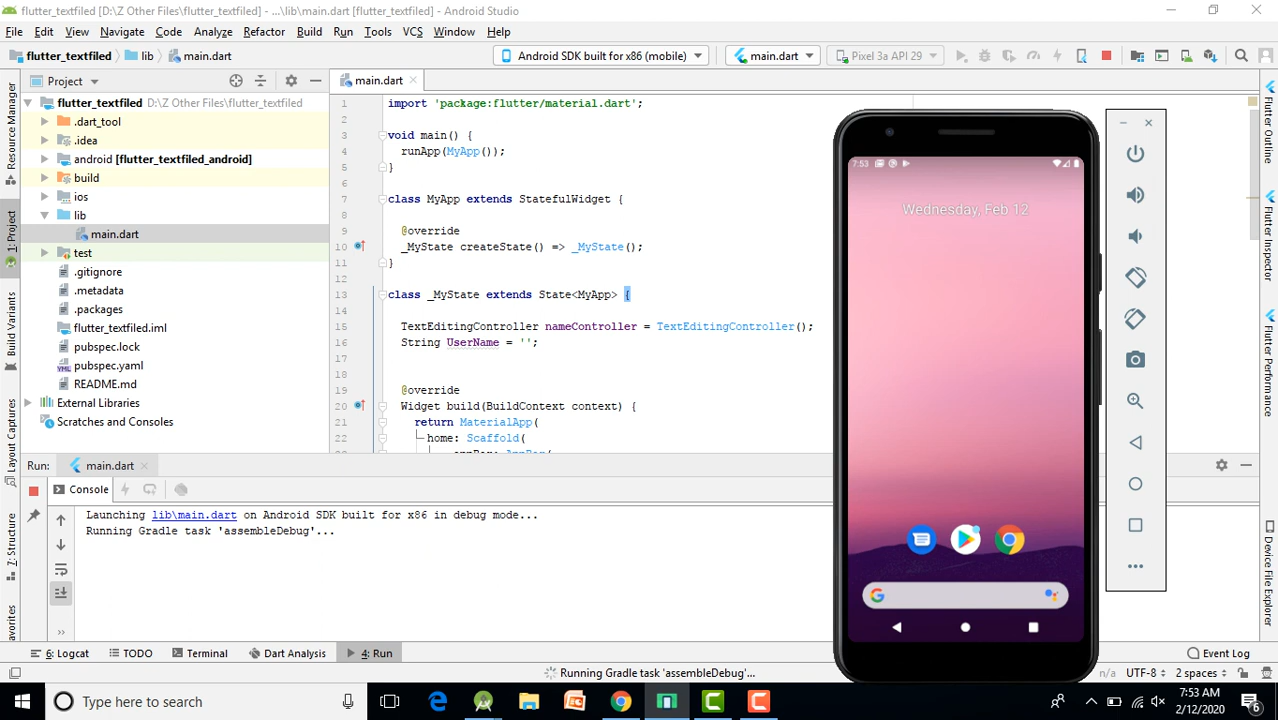 flutter_textfiled [D:\Z Other Files\flutter_textfiled] - ...\lib\main.dart [flutter_textfiled] - Android Studio
File Edit View Navigate Code Analyze Refactor Build Run Tools VCS Window Help
flutter_textfiled lib main.dart Android SDK built for x86 (mobile) main.dart Pixel 3a API 29
Project main.dart
flutter_textfiled D:\Z Other Files\flutter_textfiled
.dart_tool
.idea
android [flutter_textfiled_android]
build
ios
lib
main.dart
test
.gitignore
.metadata
.packages
flutter_textfiled.iml
pubspec.lock
pubspec.yaml
README.md
External Libraries
Scratches and Consoles
1 import 'package:flutter/material.dart';
2
3 void main() {
4 runApp(MyApp());
5 }
6
7 class MyApp extends StatefulWidget {
8
9 @override
10 _MyState createState() => _MyState();
11 }
12
13 class _MyState extends State<MyApp> {
14
15 TextEditingController nameController = TextEditingController();
16 String UserName = '';
17
18
19 @override
20 Widget build(BuildContext context) {
21 return MaterialApp(
22 home: Scaffold(
Resource Manager
1: Project
Build Variants
Layout Captures
7: Structure
avorites
Flutter Outline
Flutter Inspector
Flutter Performance
Device File Explorer
7:53
Wednesday, Feb 12
Run: main.dart
Console
Launching lib\main.dart on Android SDK built for x86 in debug mode...
Running Gradle task 'assembleDebug'...
6: Logcat TODO Terminal Dart Analysis 4: Run Event Log
Running Gradle task 'assembleDebug'... n/a UTF-8 2 spaces
Type here to search
7:53 AM
2/12/2020
6